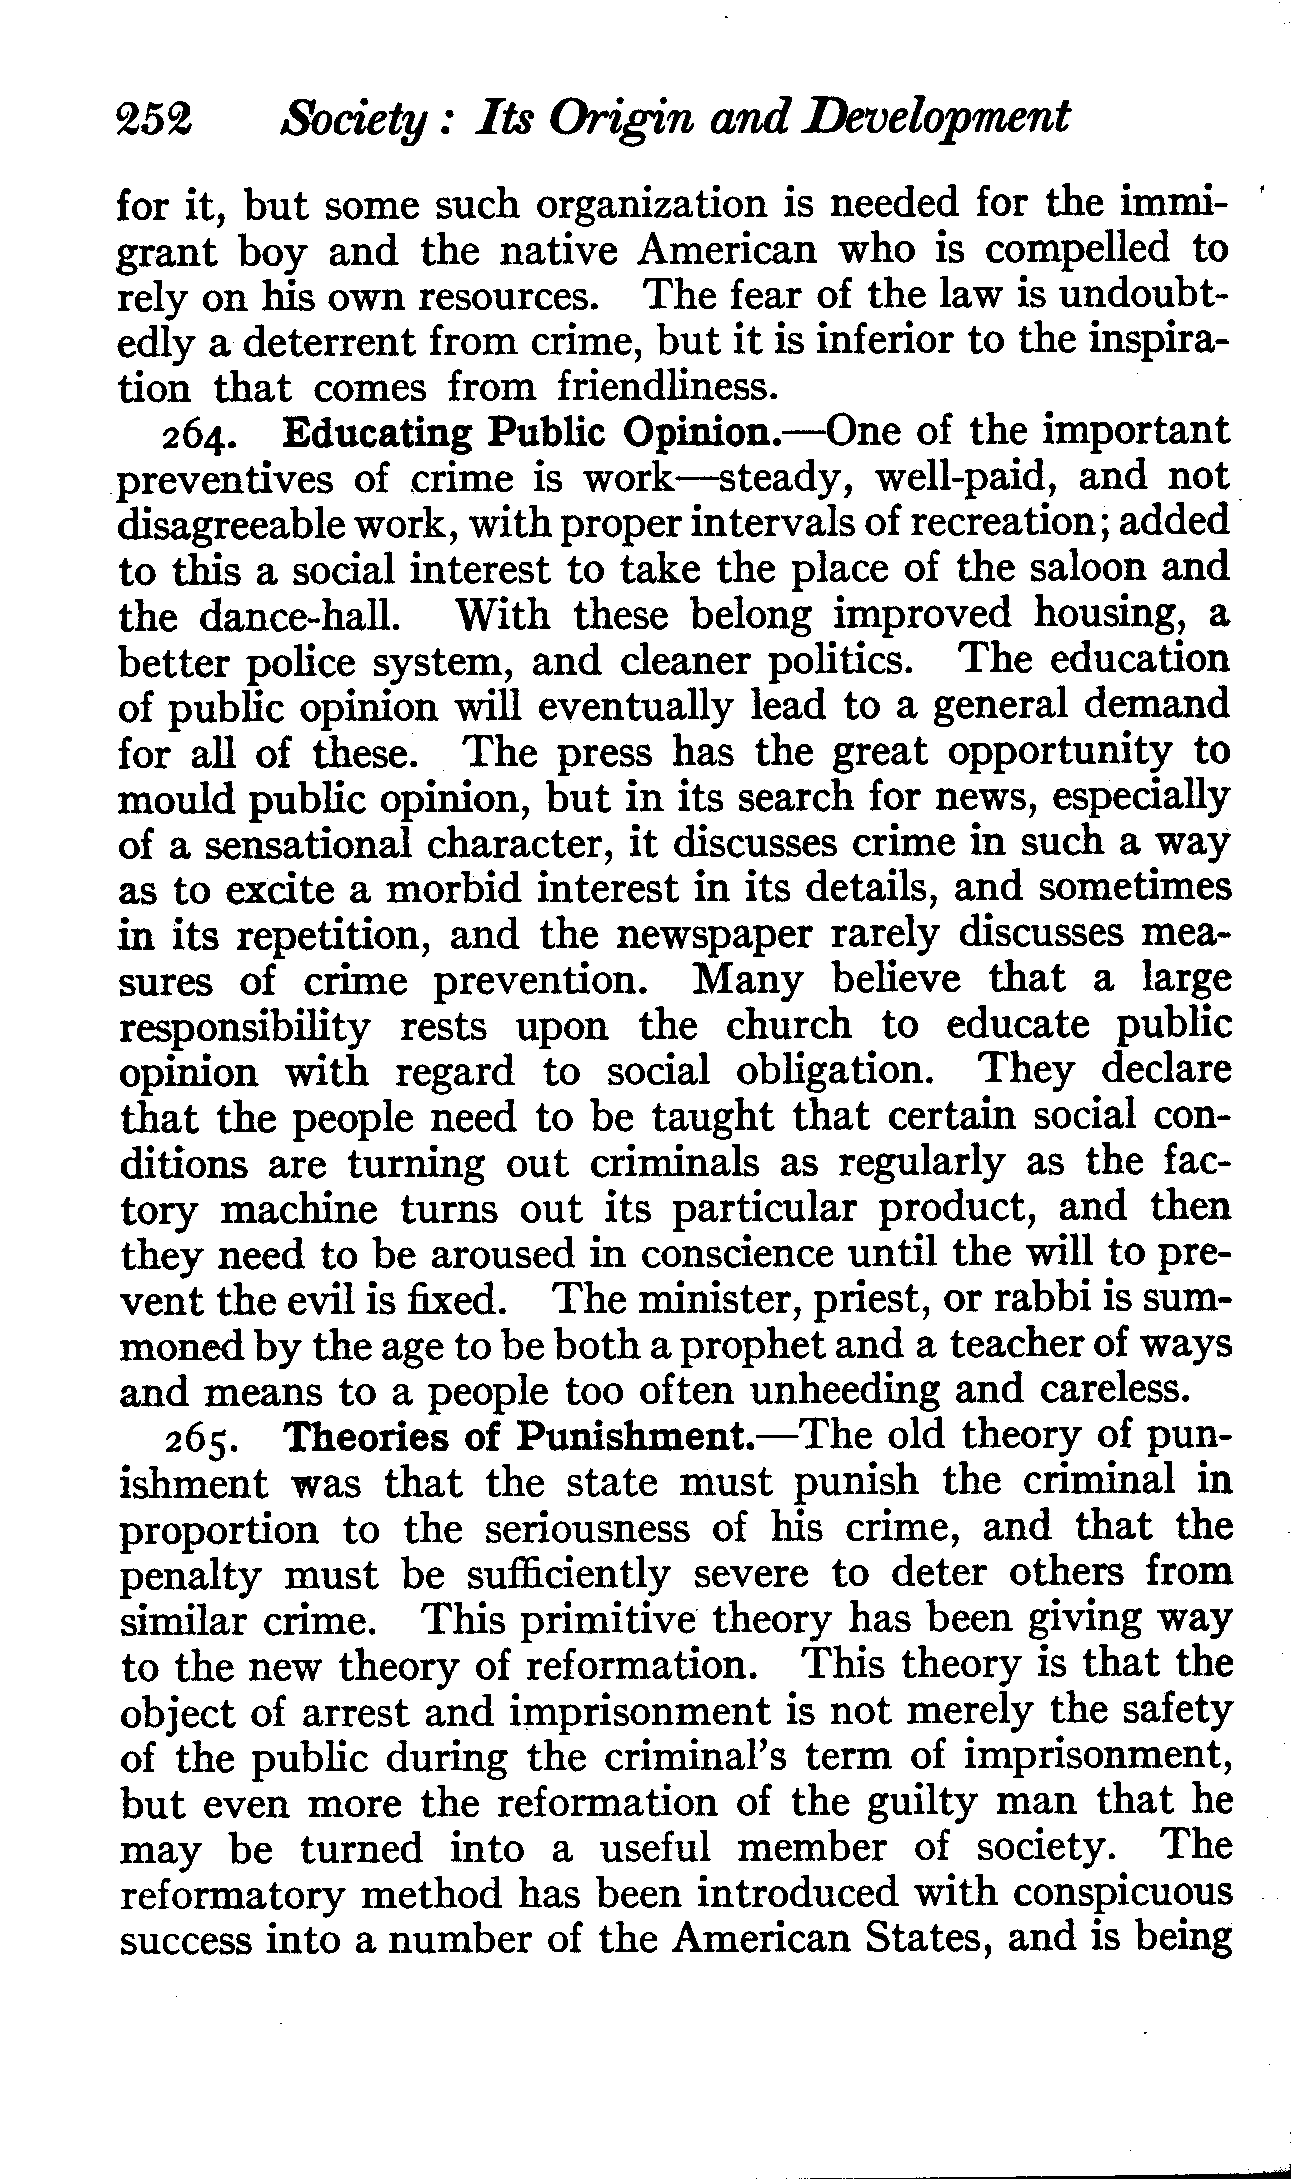 252 Society : Its Origin and Development
for it, but some such organization is needed for the immi-
grant boy and the native American who is compelled to
rely on his own resources. The fear of the law is undoubt-
edly a deterrent from crime, but it is inferior to the inspira-
tion that comes from friendliness.
264. Educating Public Opinion.—One of the important
preventives of crime is work—steady, well-paid, and not
disagreeable work, with proper intervals of recreation; added
to this a social interest to take the place of the saloon and
the dance-hall. With these belong improved housing, a
better police system, and cleaner politics. The education
of public opinion will eventually lead to a general demand
for all of these. The press has the great opportunity to
mould public opinion, but in its search for news, especially
of a sensational character, it discusses crime in such a way
as to excite a morbid interest in its details, and sometimes
in its repetition, and the newspaper rarely discusses mea-
sures of crime prevention. Many believe that a large
responsibility rests upon the church to educate public
opinion with regard to social obligation. They declare
that the people need to be taught that certain social con-
ditions are turning out criminals as regularly as the fac-
tory machine turns out its particular product, and then
they need to be aroused in conscience until the will to pre-
vent the evil is fixed. The minister, priest, or rabbi is sum-
moned by the age to be both a prophet and a teacher of ways
and means to a people too often unheeding and careless.
265. Theories of Punishment.—The old theory of pun-
ishment was that the state must punish the criminal in
proportion to the seriousness of his crime, and that the
penalty must be sufficiently severe to deter others from
similar crime. This primitive theory has been giving way
to the new theory of reformation. This theory is that the
object of arrest and imprisonment is not merely the safety
of the public during the criminal's term of imprisonment,
but even more the reformation of the guilty man that he
may be turned into a useful member of society. The
reformatory method has been introduced with conspicuous
success into a number of the American States, and is being